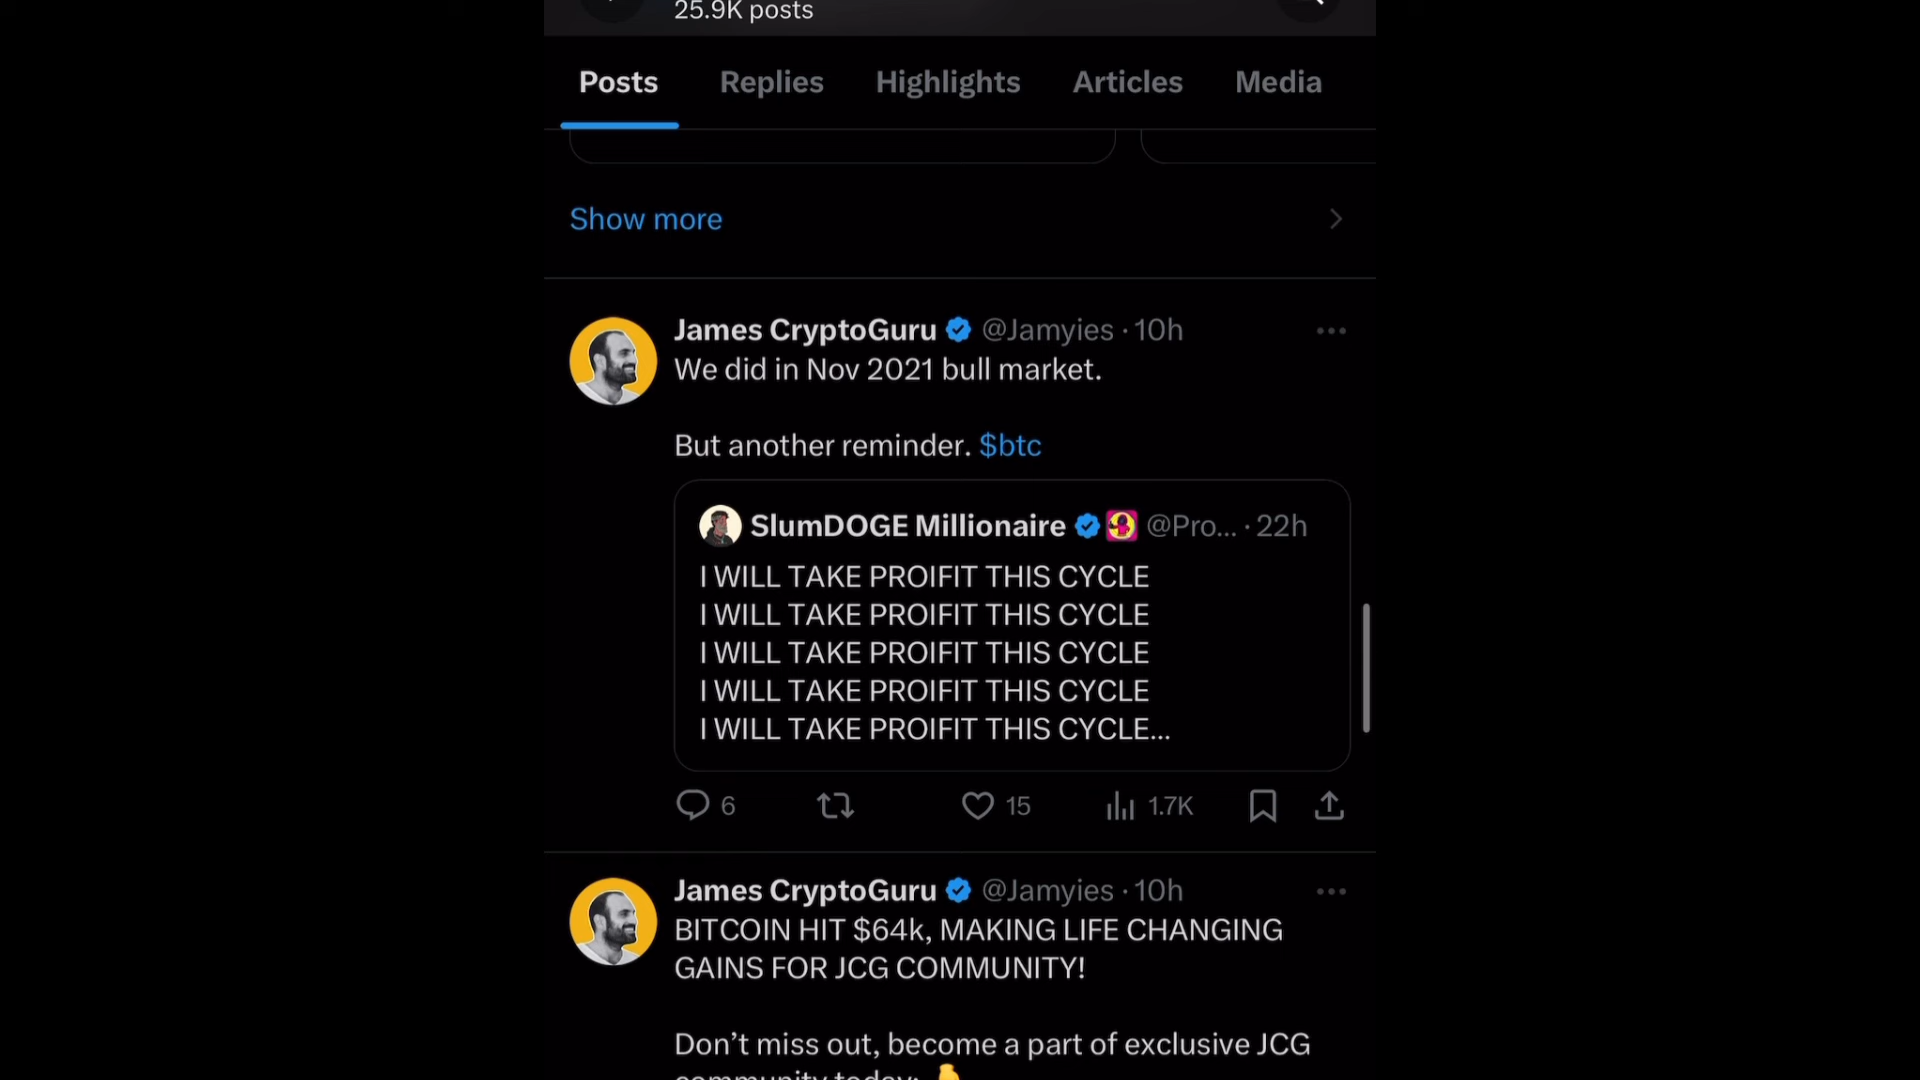 25.9K posts
Posts Replies Highlights Articles Media
Show more
James CryptoGuru @Jamyies · 10h
We did in Nov 2021 bull market.
But another reminder. $btc
SlumDOGE Millionaire @Pro... · 22h
I WILL TAKE PROIFIT THIS CYCLE
I WILL TAKE PROIFIT THIS CYCLE
I WILL TAKE PROIFIT THIS CYCLE
I WILL TAKE PROIFIT THIS CYCLE
I WILL TAKE PROIFIT THIS CYCLE...
6 15 1.7K
James CryptoGuru @Jamyies · 10h
BITCOIN HIT $64k, MAKING LIFE CHANGING
GAINS FOR JCG COMMUNITY!
Don’t miss out, become a part of exclusive JCG
community today: 👇